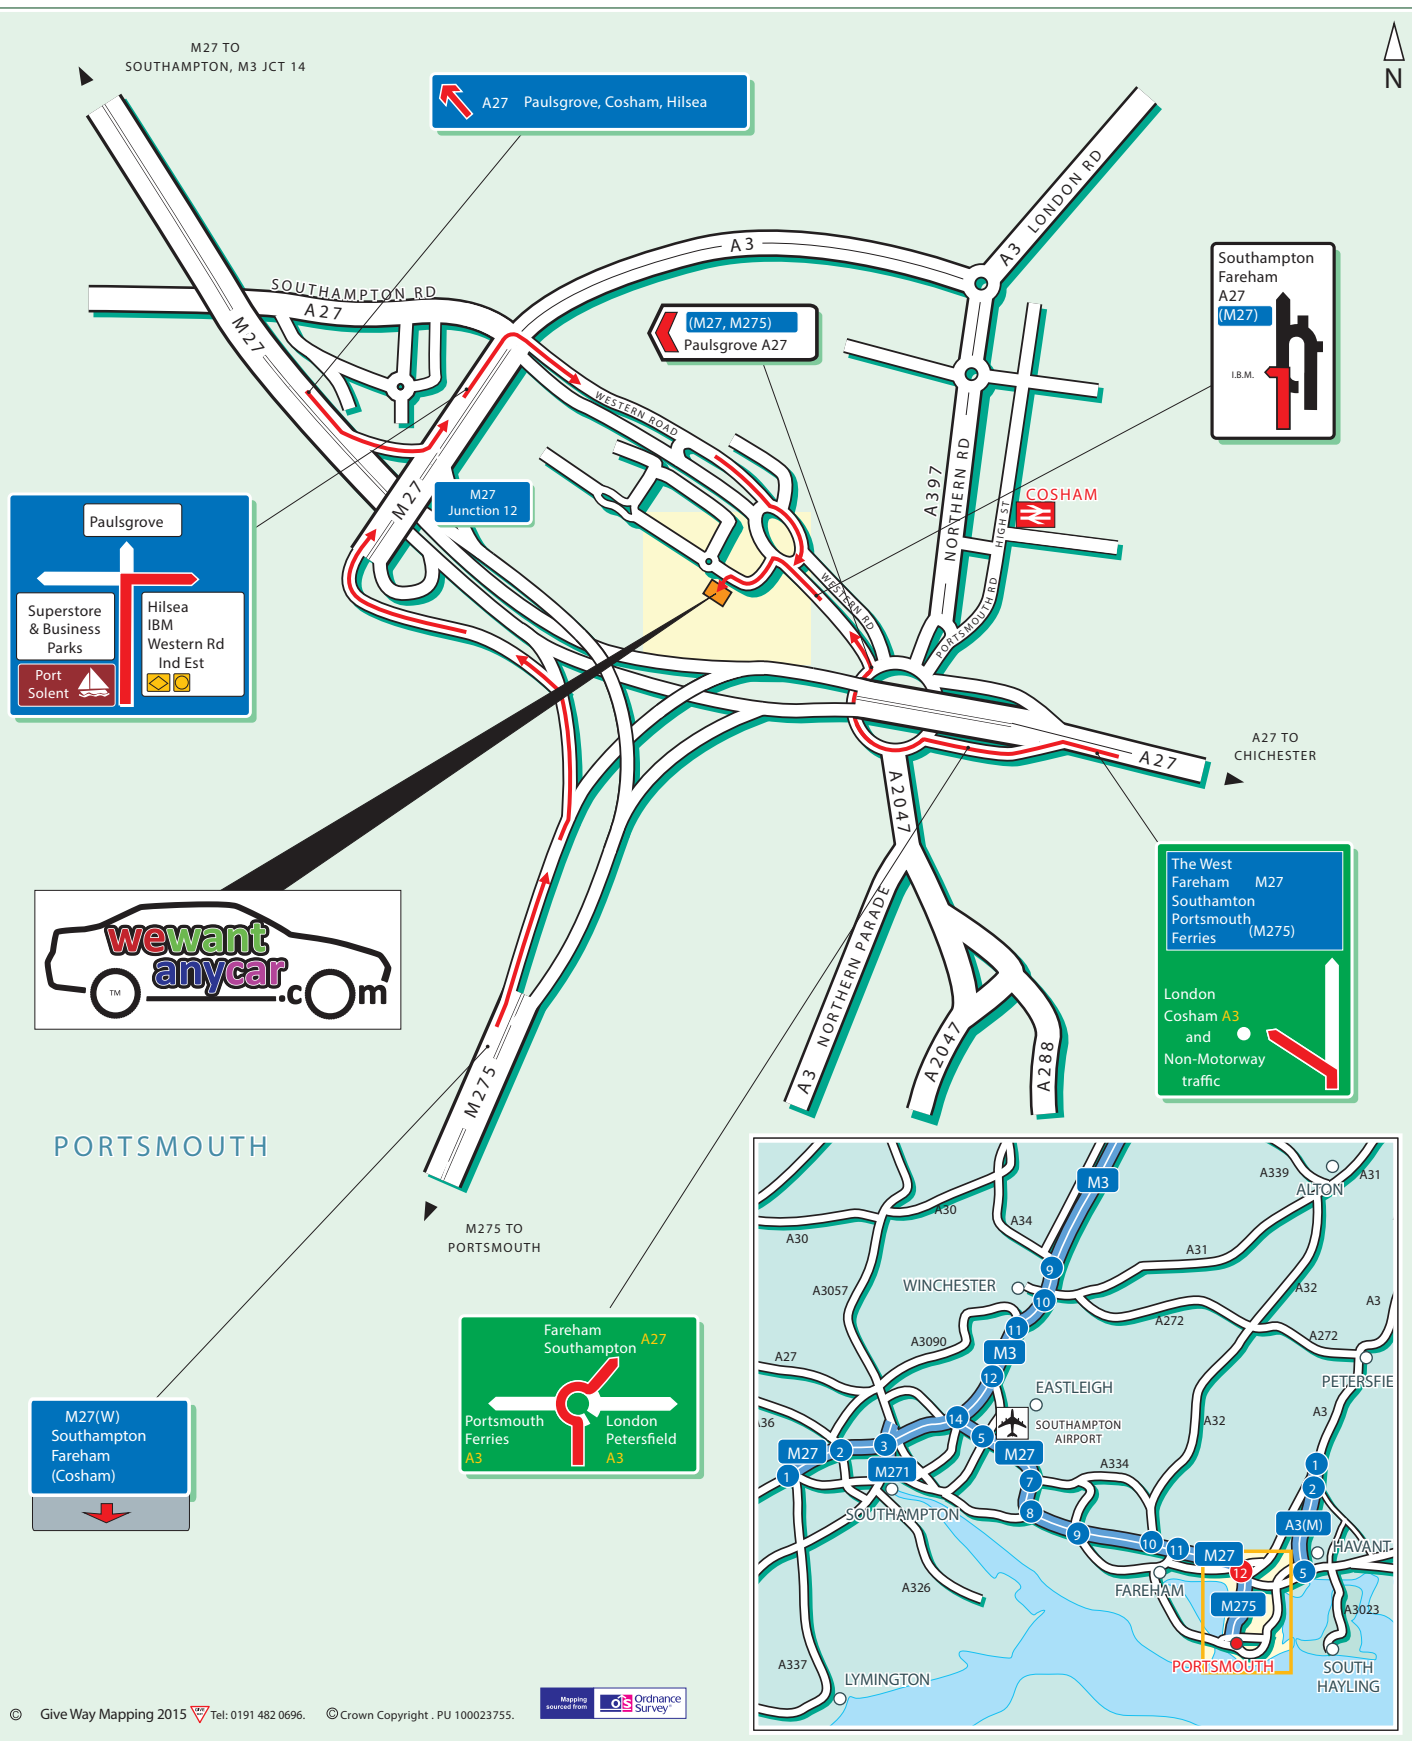 M27 TO
SOUTHAMPTON, M3 JCT 14
A27 Paulsgrove, Cosham, Hilsea
N
A3 LONDON RD
A3
SOUTHAMPTON RD
A27
M27
(M27, M275)
Paulsgrove A27
Southampton
Fareham
A27
(M27)
I.B.M.
WESTERN ROAD
A397
NORTHERN RD
HIGH ST
COSHAM
M27
M27
Junction 12
Paulsgrove
Superstore
& Business
Parks
Port
Solent
Hilsea
IBM
Western Rd
Ind Est
WESTERN RD
PORTSMOUTH RD
A27 TO
CHICHESTER
A27
A2047
The West
Fareham M27
Southamton
Portsmouth
Ferries (M275)
London
Cosham A3
and
Non-Motorway
traffic
wewant
anycar
.com
TM
A3 NORTHERN PARADE
A2047
A288
M275
PORTSMOUTH
M275 TO
PORTSMOUTH
Fareham
Southampton A27
Portsmouth
Ferries
A3
London
Petersfield
A3
M27(W)
Southampton
Fareham
(Cosham)
M3
A339
ALTON
A31
A30
A30
A34
A31
A3057
WINCHESTER
9
10
A32
A3
A272
A272
11
A3090
M3
A27
PETERSFIE
12
EASTLEIGH
A3
A36
14
SOUTHAMPTON
AIRPORT
A32
M27
2
3
5
M27
1
M271
7
A334
1
2
SOUTHAMPTON
8
9
10
11
M27
A3(M)
HAVANT
12
5
A326
FAREHAM
M275
A3023
A337
PORTSMOUTH
LYMINGTON
SOUTH
HAYLING
© Give Way Mapping 2015 GIVE WAY Tel: 0191 482 0696. © Crown Copyright . PU 100023755.
Mapping
sourced from
os Ordnance
Survey®